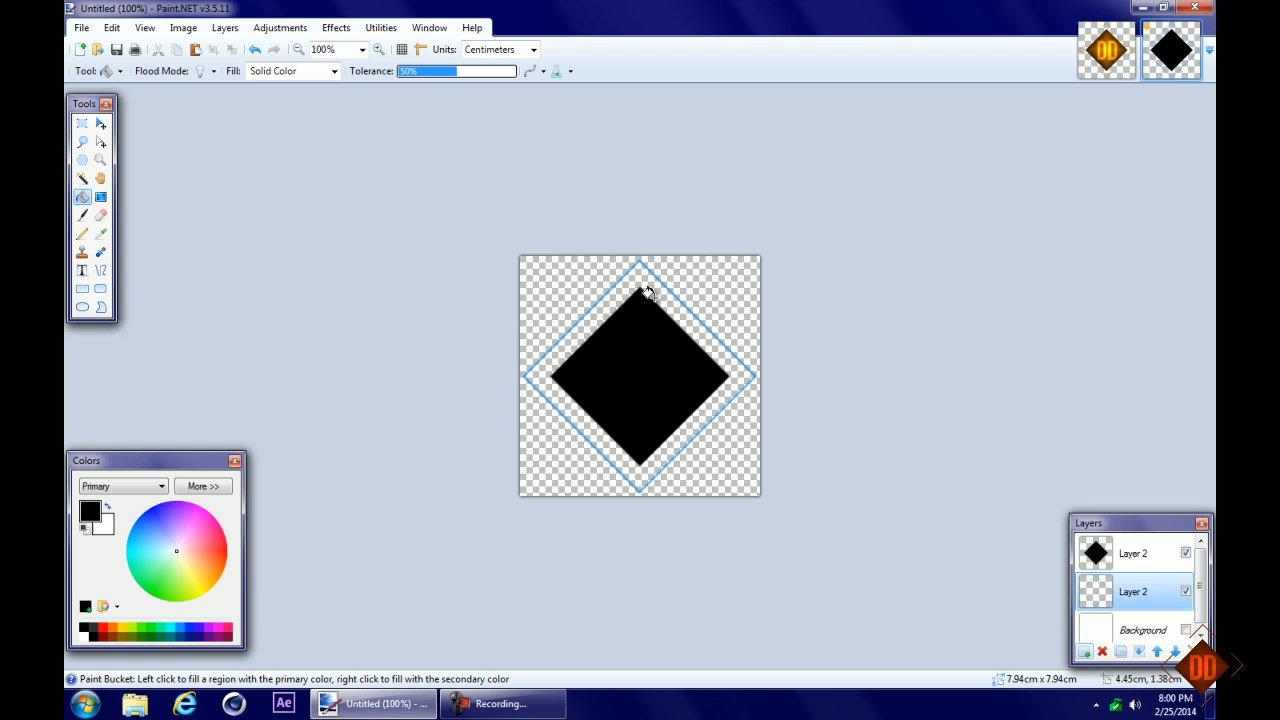 Untitled (100%) - Paint.NET v3.5.11
File Edit View Image Layers Adjustments Effects Utilities Window Help
100% Units: Centimeters
Tool: Flood Mode: Fill: Solid Color Tolerance: 50%
DD
Tools
Colors
Primary More >>
Layers
Layer 2
Layer 2
Background
DD
Paint Bucket: Left click to fill a region with the primary color, right click to fill with the secondary color
7.94cm x 7.94cm
4.45cm, 1.38cm
Ae
Untitled (100%) - ...
Recording...
8:00 PM
2/25/2014